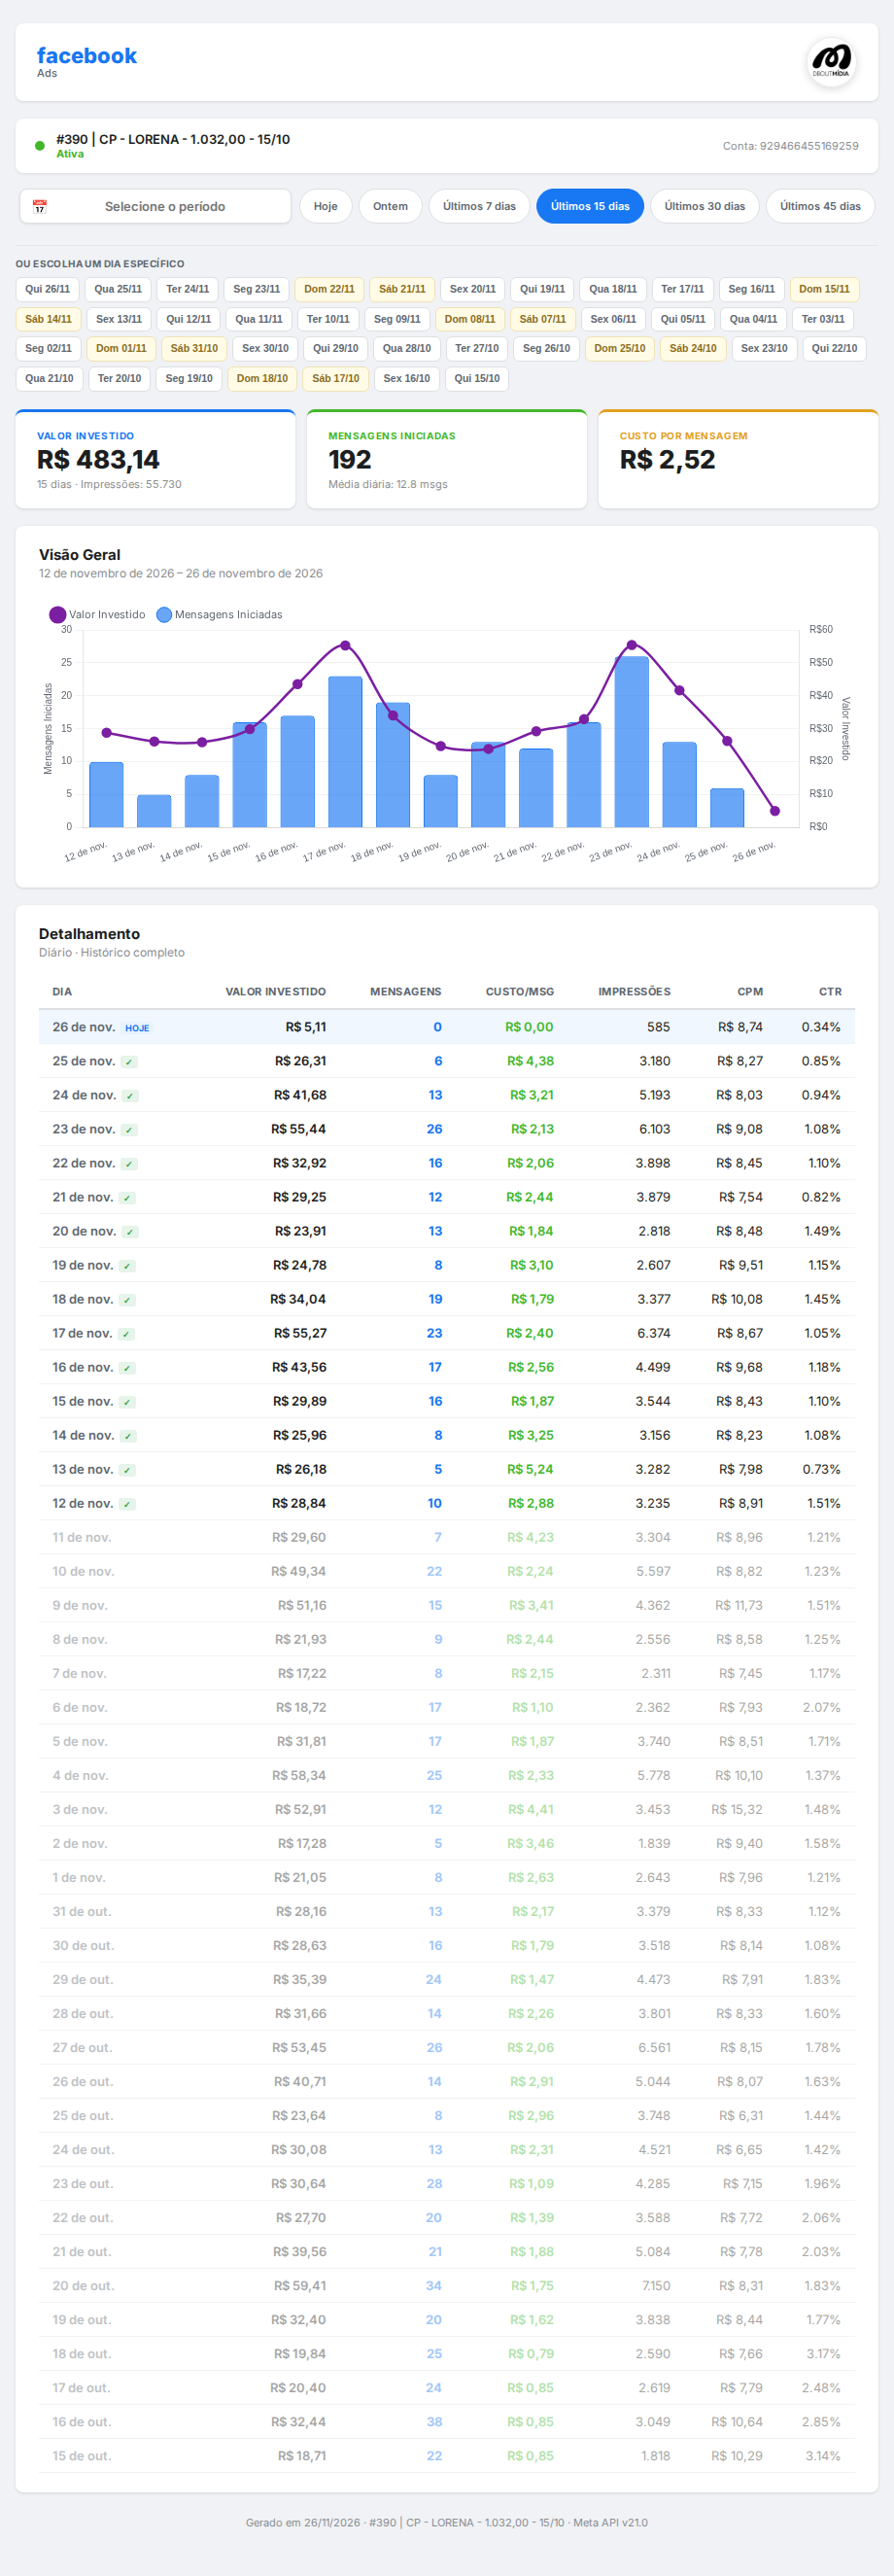 facebook
Ads
DBOUTMÍDIA
#390 | CP - LORENA - 1.032,00 - 15/10
Ativa
Conta: 929466455169259
Selecione o período
Hoje
Ontem
Últimos 7 dias
Últimos 15 dias
Últimos 30 dias
Últimos 45 dias
OU ESCOLHA UM DIA ESPECÍFICO
Qui 26/11 Qua 25/11 Ter 24/11 Seg 23/11 Dom 22/11 Sáb 21/11 Sex 20/11 Qui 19/11 Qua 18/11 Ter 17/11 Seg 16/11 Dom 15/11
Sáb 14/11 Sex 13/11 Qui 12/11 Qua 11/11 Ter 10/11 Seg 09/11 Dom 08/11 Sáb 07/11 Sex 06/11 Qui 05/11 Qua 04/11 Ter 03/11
Seg 02/11 Dom 01/11 Sáb 31/10 Sex 30/10 Qui 29/10 Qua 28/10 Ter 27/10 Seg 26/10 Dom 25/10 Sáb 24/10 Sex 23/10 Qui 22/10
Qua 21/10 Ter 20/10 Seg 19/10 Dom 18/10 Sáb 17/10 Sex 16/10 Qui 15/10
VALOR INVESTIDO
R$ 483,14
15 dias · Impressões: 55.730
MENSAGENS INICIADAS
192
Média diária: 12.8 msgs
CUSTO POR MENSAGEM
R$ 2,52
Visão Geral
12 de novembro de 2026 – 26 de novembro de 2026
Valor Investido Mensagens Iniciadas
Mensagens Iniciadas
30
25
20
15
10
5
0
R$60
R$50
R$40
R$30
R$20
R$10
R$0
Valor Investido
12 de nov. 13 de nov. 14 de nov. 15 de nov. 16 de nov. 17 de nov. 18 de nov. 19 de nov. 20 de nov. 21 de nov. 22 de nov. 23 de nov. 24 de nov. 25 de nov. 26 de nov.
Detalhamento
Diário · Histórico completo
DIA VALOR INVESTIDO MENSAGENS CUSTO/MSG IMPRESSÕES CPM CTR
26 de nov. HOJE R$ 5,11 0 R$ 0,00 585 R$ 8,74 0.34%
25 de nov. ✓ R$ 26,31 6 R$ 4,38 3.180 R$ 8,27 0.85%
24 de nov. ✓ R$ 41,68 13 R$ 3,21 5.193 R$ 8,03 0.94%
23 de nov. ✓ R$ 55,44 26 R$ 2,13 6.103 R$ 9,08 1.08%
22 de nov. ✓ R$ 32,92 16 R$ 2,06 3.898 R$ 8,45 1.10%
21 de nov. ✓ R$ 29,25 12 R$ 2,44 3.879 R$ 7,54 0.82%
20 de nov. ✓ R$ 23,91 13 R$ 1,84 2.818 R$ 8,48 1.49%
19 de nov. ✓ R$ 24,78 8 R$ 3,10 2.607 R$ 9,51 1.15%
18 de nov. ✓ R$ 34,04 19 R$ 1,79 3.377 R$ 10,08 1.45%
17 de nov. ✓ R$ 55,27 23 R$ 2,40 6.374 R$ 8,67 1.05%
16 de nov. ✓ R$ 43,56 17 R$ 2,56 4.499 R$ 9,68 1.18%
15 de nov. ✓ R$ 29,89 16 R$ 1,87 3.544 R$ 8,43 1.10%
14 de nov. ✓ R$ 25,96 8 R$ 3,25 3.156 R$ 8,23 1.08%
13 de nov. ✓ R$ 26,18 5 R$ 5,24 3.282 R$ 7,98 0.73%
12 de nov. ✓ R$ 28,84 10 R$ 2,88 3.235 R$ 8,91 1.51%
11 de nov. R$ 29,60 7 R$ 4,23 3.304 R$ 8,96 1.21%
10 de nov. R$ 49,34 22 R$ 2,24 5.597 R$ 8,82 1.23%
9 de nov. R$ 51,16 15 R$ 3,41 4.362 R$ 11,73 1.51%
8 de nov. R$ 21,93 9 R$ 2,44 2.556 R$ 8,58 1.25%
7 de nov. R$ 17,22 8 R$ 2,15 2.311 R$ 7,45 1.17%
6 de nov. R$ 18,72 17 R$ 1,10 2.362 R$ 7,93 2.07%
5 de nov. R$ 31,81 17 R$ 1,87 3.740 R$ 8,51 1.71%
4 de nov. R$ 58,34 25 R$ 2,33 5.778 R$ 10,10 1.37%
3 de nov. R$ 52,91 12 R$ 4,41 3.453 R$ 15,32 1.48%
2 de nov. R$ 17,28 5 R$ 3,46 1.839 R$ 9,40 1.58%
1 de nov. R$ 21,05 8 R$ 2,63 2.643 R$ 7,96 1.21%
31 de out. R$ 28,16 13 R$ 2,17 3.379 R$ 8,33 1.12%
30 de out. R$ 28,63 16 R$ 1,79 3.518 R$ 8,14 1.08%
29 de out. R$ 35,39 24 R$ 1,47 4.473 R$ 7,91 1.83%
28 de out. R$ 31,66 14 R$ 2,26 3.801 R$ 8,33 1.60%
27 de out. R$ 53,45 26 R$ 2,06 6.561 R$ 8,15 1.78%
26 de out. R$ 40,71 14 R$ 2,91 5.044 R$ 8,07 1.63%
25 de out. R$ 23,64 8 R$ 2,96 3.748 R$ 6,31 1.44%
24 de out. R$ 30,08 13 R$ 2,31 4.521 R$ 6,65 1.42%
23 de out. R$ 30,64 28 R$ 1,09 4.285 R$ 7,15 1.96%
22 de out. R$ 27,70 20 R$ 1,39 3.588 R$ 7,72 2.06%
21 de out. R$ 39,56 21 R$ 1,88 5.084 R$ 7,78 2.03%
20 de out. R$ 59,41 34 R$ 1,75 7.150 R$ 8,31 1.83%
19 de out. R$ 32,40 20 R$ 1,62 3.838 R$ 8,44 1.77%
18 de out. R$ 19,84 25 R$ 0,79 2.590 R$ 7,66 3.17%
17 de out. R$ 20,40 24 R$ 0,85 2.619 R$ 7,79 2.48%
16 de out. R$ 32,44 38 R$ 0,85 3.049 R$ 10,64 2.85%
15 de out. R$ 18,71 22 R$ 0,85 1.818 R$ 10,29 3.14%
Gerado em 26/11/2026 · #390 | CP - LORENA - 1.032,00 - 15/10 · Meta API v21.0